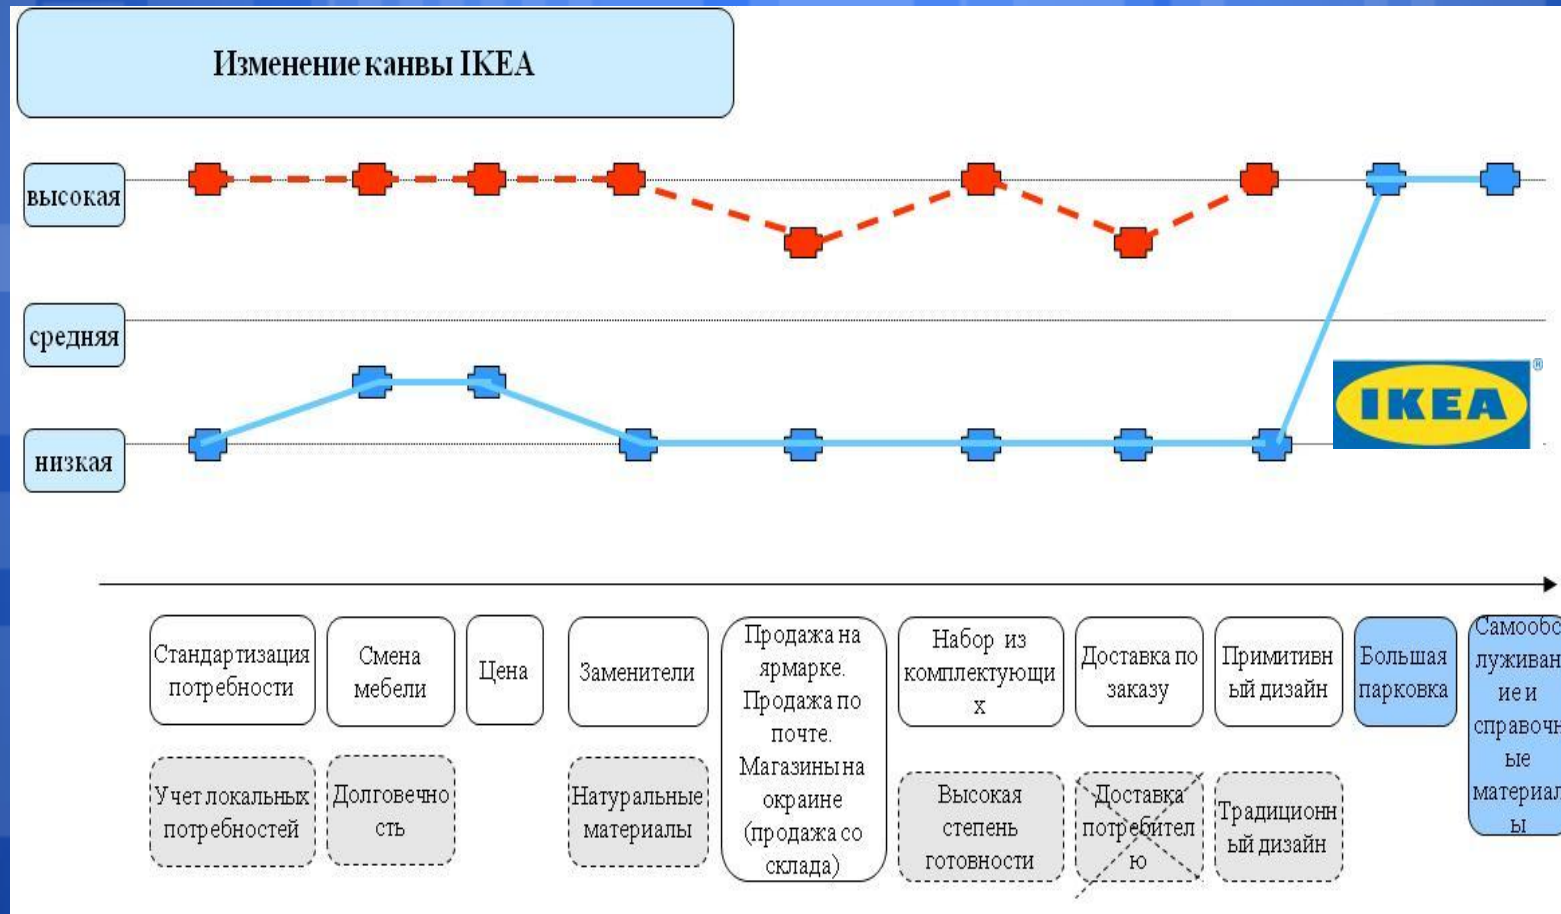 Изменение канвы IKEA
высокая
средняя
низкая
IKEA
®
Стандартизация
потребности
Смена
мебели
Цена
Заменители
Продажа на
ярмарке.
Продажа по
почте.
Магазины на
окраине
(продажа со
склада)
Набор из
комплектующи
х
Доставка по
заказу
Примитивн
ый дизайн
Большая
парковка
Самообс
луживан
ие и
справочн
ые
материал
ы
Учет локальных
потребностей
Долговечно
сть
Натуральные
материалы
Высокая
степень
готовности
Доставка
потребител
ю
Традиционн
ый дизайн